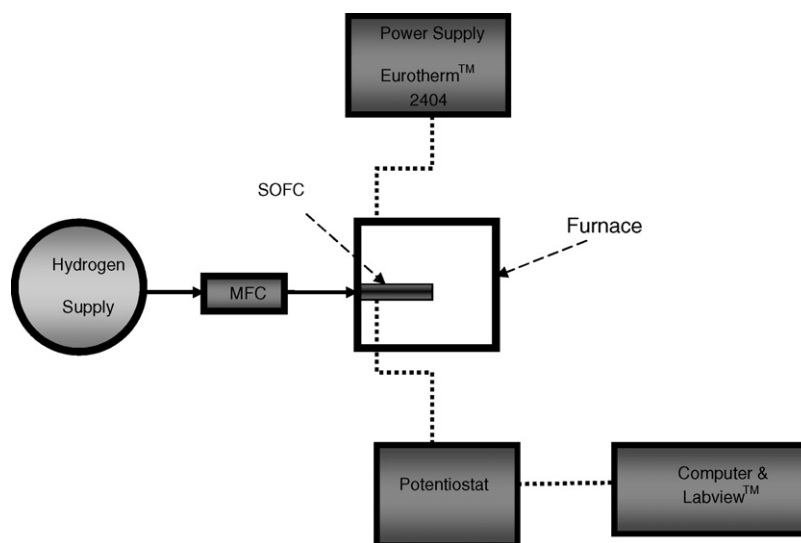 Power Supply
Eurotherm™
2404
SOFC
Furnace
Hydrogen
Supply
MFC
Potentiostat
Computer &
Labview™